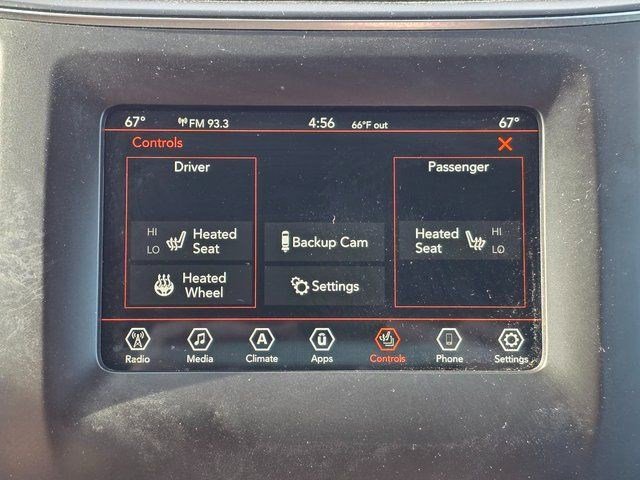 67° FM 93.3 4:56 66°F out 67°
Controls
Driver
Passenger
HI
LO
Heated
Seat
Backup Cam
Heated
Seat
HI
LO
Heated
Wheel
Settings
Radio Media A Climate ū Apps Controls Phone Settings